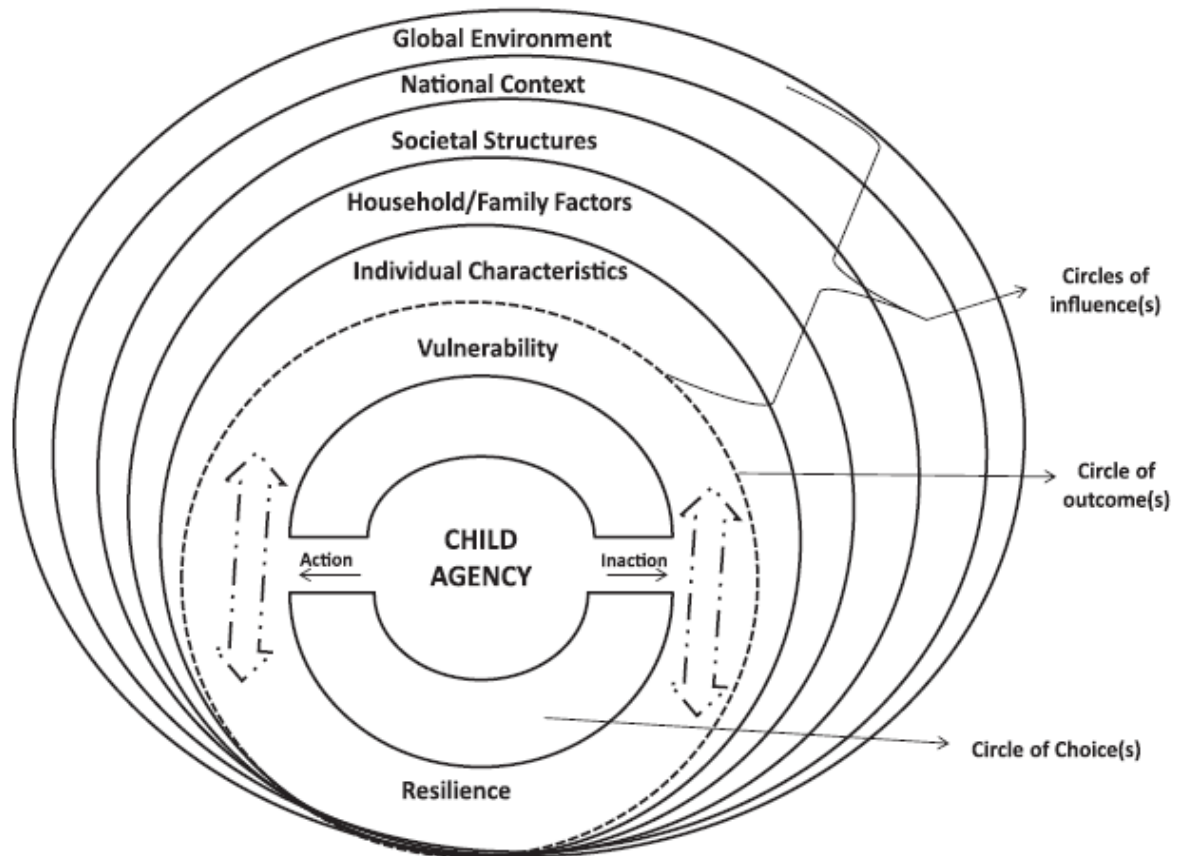 Global Environment
National Context
Societal Structures
Household/Family Factors
Individual Characteristics
Circles of
influence(s)
Vulnerability
Circle of
outcome(s)
CHILD
AGENCY
Action
Inaction
Circle of Choice(s)
Resilience